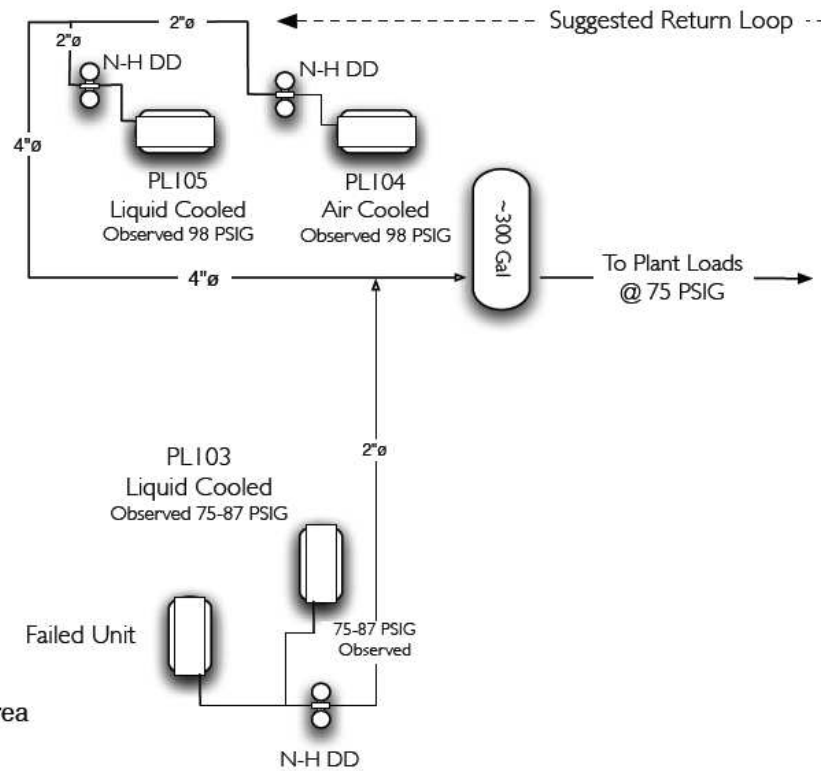 Suggested Return Loop
2"ø
2"ø
N-H DD
N-H DD
4"ø
PL105
Liquid Cooled
Observed 98 PSIG
PL104
Air Cooled
Observed 98 PSIG
~300 Gal
4"ø
To Plant Loads
@ 75 PSIG
2"ø
PL103
Liquid Cooled
Observed 75-87 PSIG
Failed Unit
75-87 PSIG
Observed
rea
N-H DD